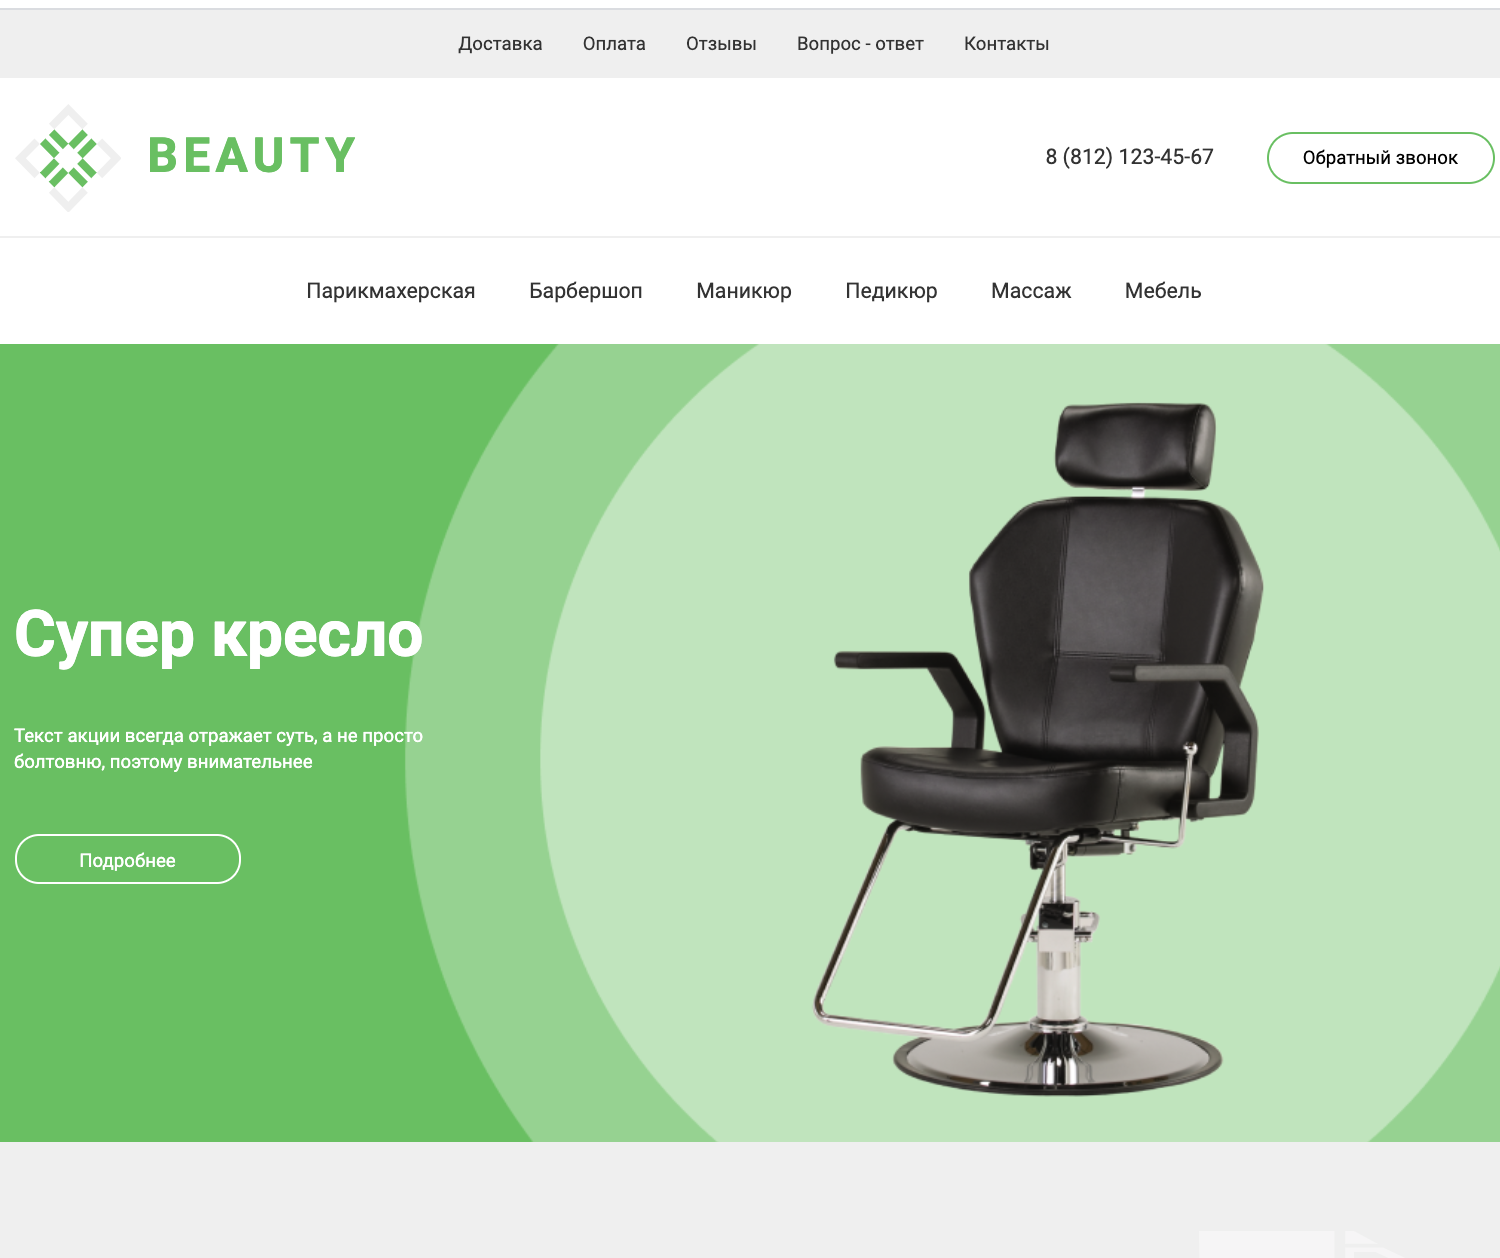 Доставка Оплата Отзывы Вопрос - ответ Контакты
BEAUTY
8 (812) 123-45-67
Обратный звонок
Парикмахерская Барбершоп Маникюр Педикюр Массаж Мебель
Супер кресло
Текст акции всегда отражает суть, а не просто
болтовню, поэтому внимательнее
Подробнее